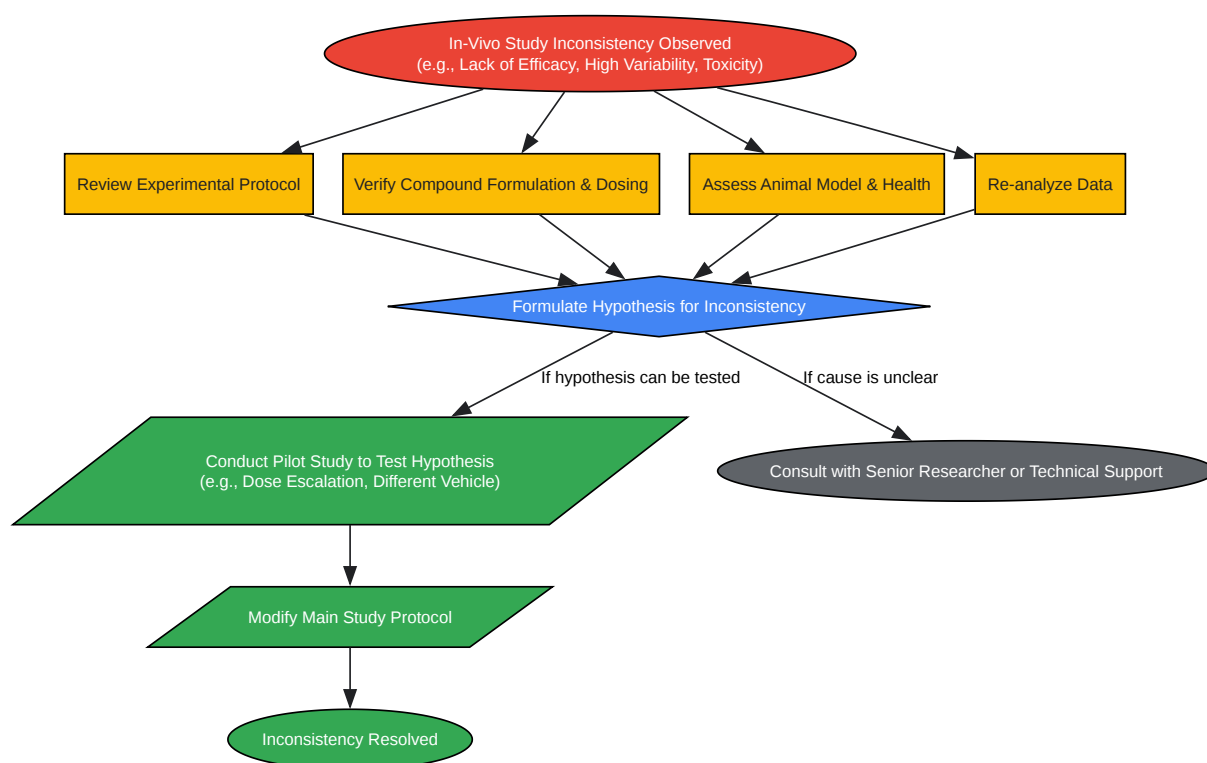 In-Vivo Study Inconsistency Observed
(e.g., Lack of Efficacy, High Variability, Toxicity)
Review Experimental Protocol
Verify Compound Formulation & Dosing
Assess Animal Model & Health
Re-analyze Data
Formulate Hypothesis for Inconsistency
If hypothesis can be tested
If cause is unclear
Conduct Pilot Study to Test Hypothesis
(e.g., Dose Escalation, Different Vehicle)
Consult with Senior Researcher or Technical Support
Modify Main Study Protocol
Inconsistency Resolved